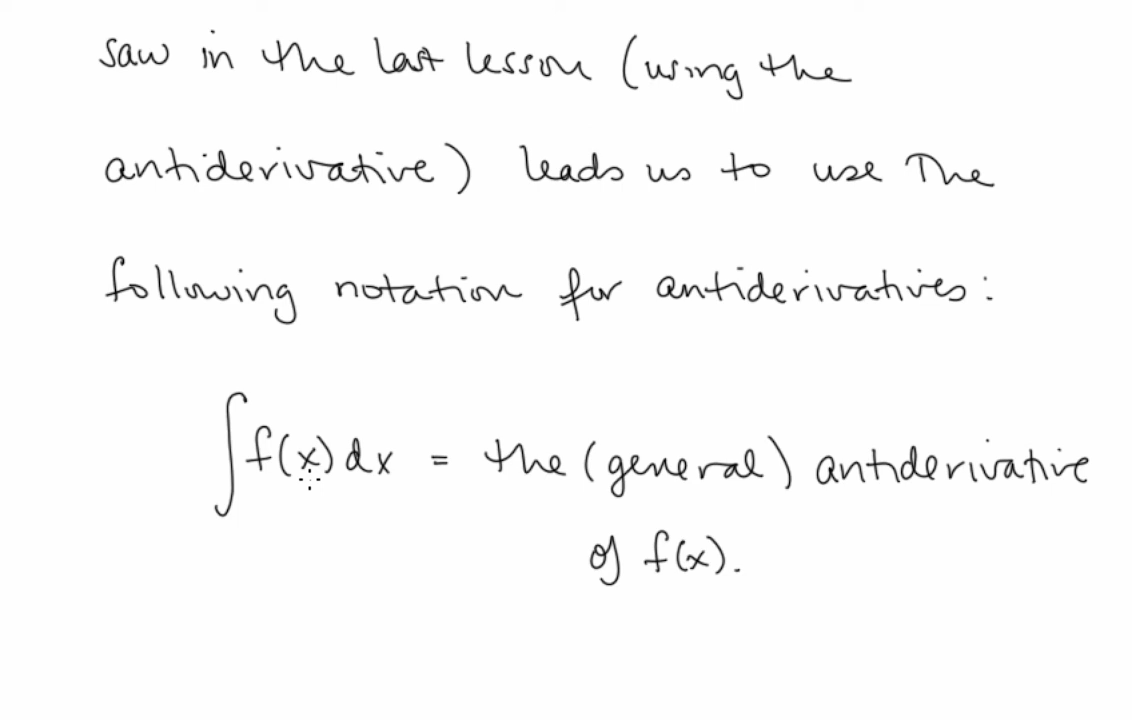 saw in the last lesson (using the
antiderivative) leads us to use the
following notation for antiderivatives:
∫f(x)dx = the (general) antiderivative
of f(x).